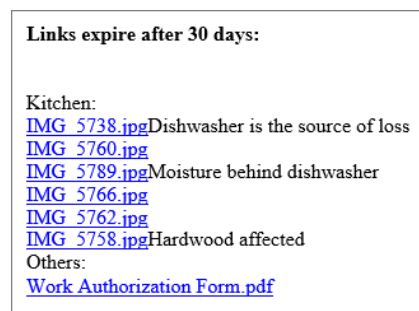 Links expire after 30 days:
Kitchen:
IMG_5738.jpgDishwasher is the source of loss
IMG_5760.jpg
IMG_5789.jpgMoisture behind dishwasher
IMG_5766.jpg
IMG_5762.jpg
IMG_5758.jpgHardwood affected
Others:
Work Authorization Form.pdf